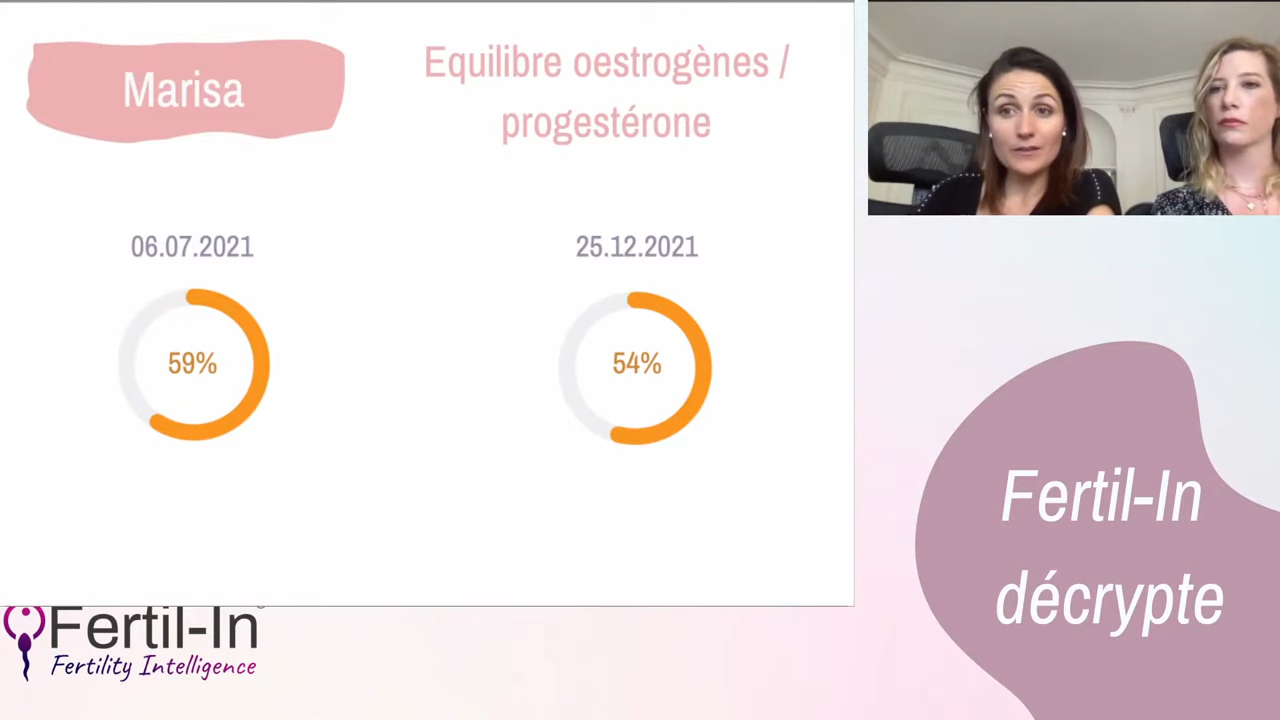 Marisa
Equilibre oestrogènes /
progestérone
06.07.2021
25.12.2021
59%
54%
Fertil-In
décrypte
Fertil-In
Fertility Intelligence